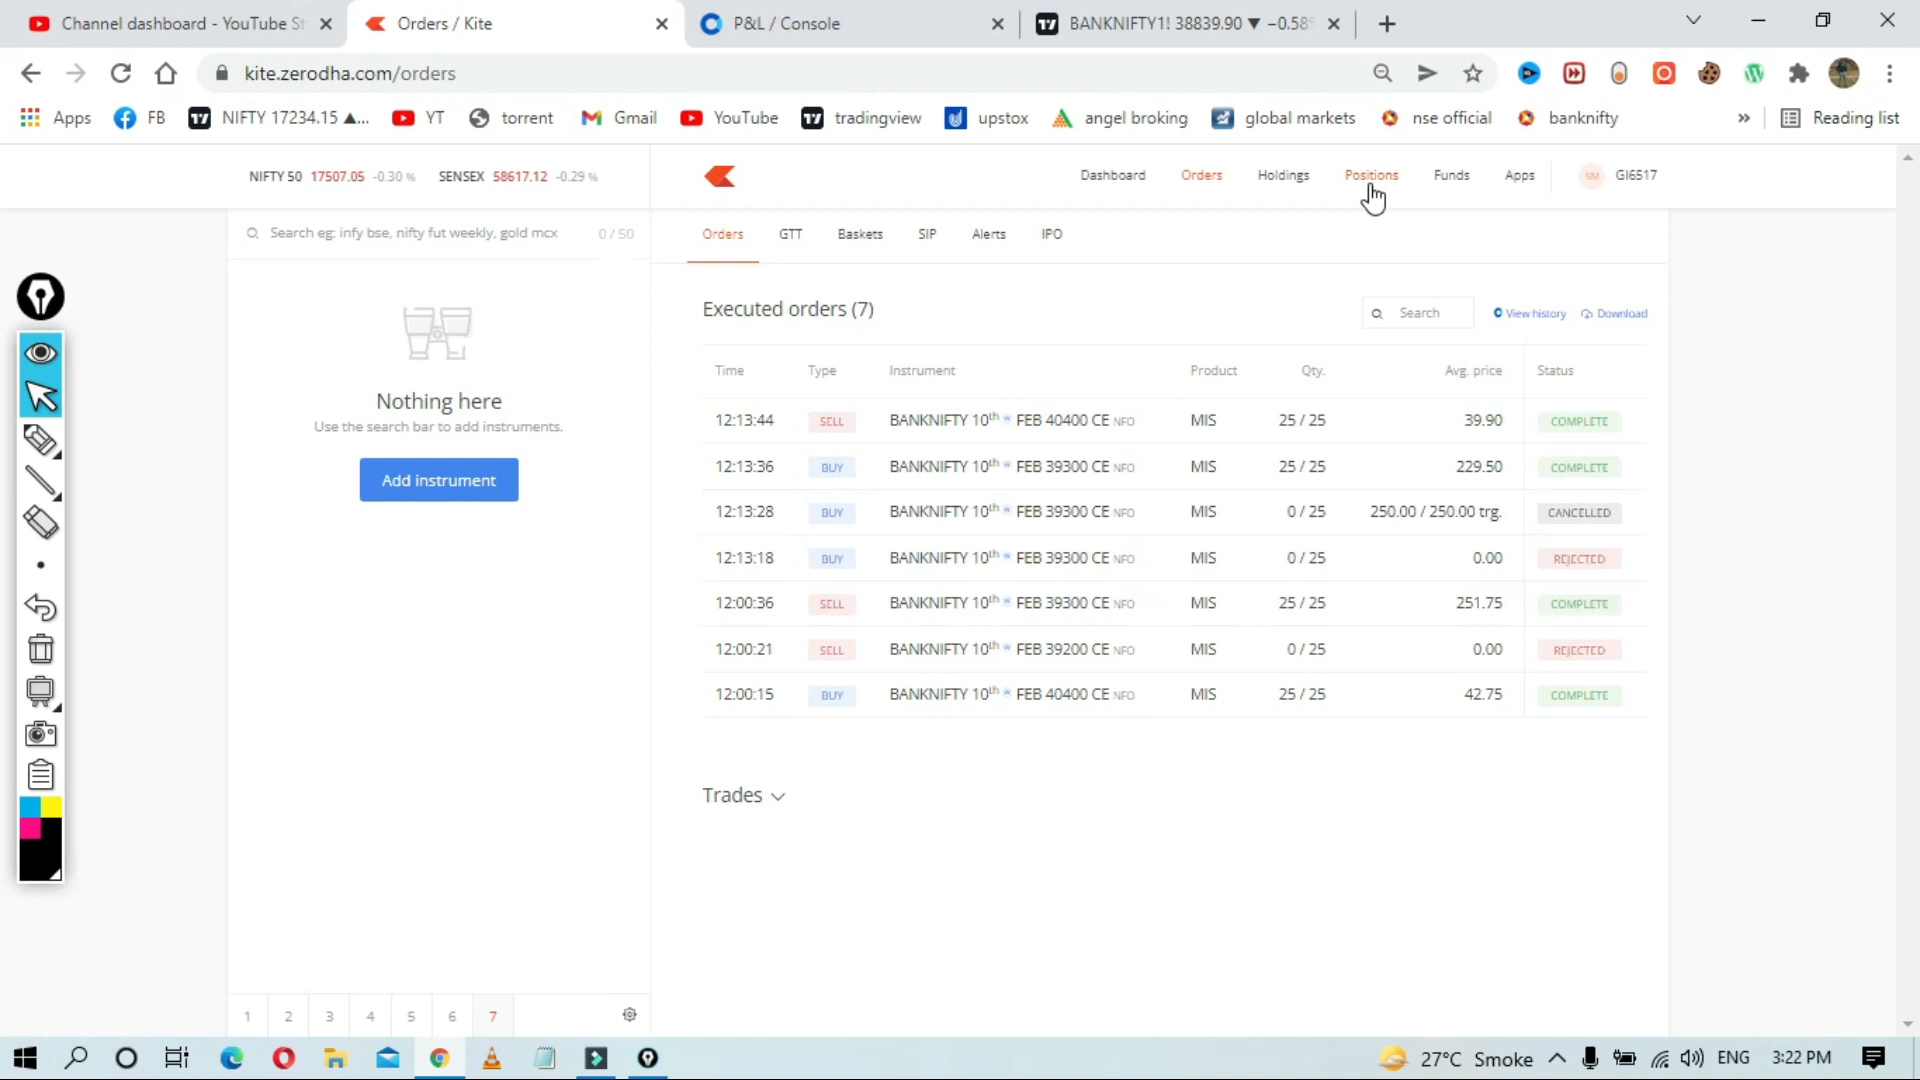 Channel dashboard - YouTube St
Orders / Kite
P&L / Console
BANKNIFTY1! 38839.90 ▼ −0.58%
kite.zerodha.com/orders
Apps
FB
NIFTY 17234.15 ▲...
YT
torrent
Gmail
YouTube
tradingview
upstox
angel broking
global markets
nse official
banknifty
»
Reading list
NIFTY 50 17507.05 -0.30 %
SENSEX 58617.12 -0.29 %
Dashboard
Orders
Holdings
Positions
Funds
Apps
SM
GI6517
Search eg: infy bse, nifty fut weekly, gold mcx
0 / 50
Orders
GTT
Baskets
SIP
Alerts
IPO
Nothing here
Use the search bar to add instruments.
Add instrument
Executed orders (7)
Search
View history
Download
Time Type Instrument Product Qty. Avg. price Status
12:13:44 SELL BANKNIFTY 10th w FEB 40400 CE NFO MIS 25 / 25 39.90 COMPLETE
12:13:36 BUY BANKNIFTY 10th w FEB 39300 CE NFO MIS 25 / 25 229.50 COMPLETE
12:13:28 BUY BANKNIFTY 10th w FEB 39300 CE NFO MIS 0 / 25 250.00 / 250.00 trg. CANCELLED
12:13:18 BUY BANKNIFTY 10th w FEB 39300 CE NFO MIS 0 / 25 0.00 REJECTED
12:00:36 SELL BANKNIFTY 10th w FEB 39300 CE NFO MIS 25 / 25 251.75 COMPLETE
12:00:21 SELL BANKNIFTY 10th w FEB 39200 CE NFO MIS 0 / 25 0.00 REJECTED
12:00:15 BUY BANKNIFTY 10th w FEB 40400 CE NFO MIS 25 / 25 42.75 COMPLETE
Trades
1 2 3 4 5 6 7
27°C Smoke
ENG
3:22 PM